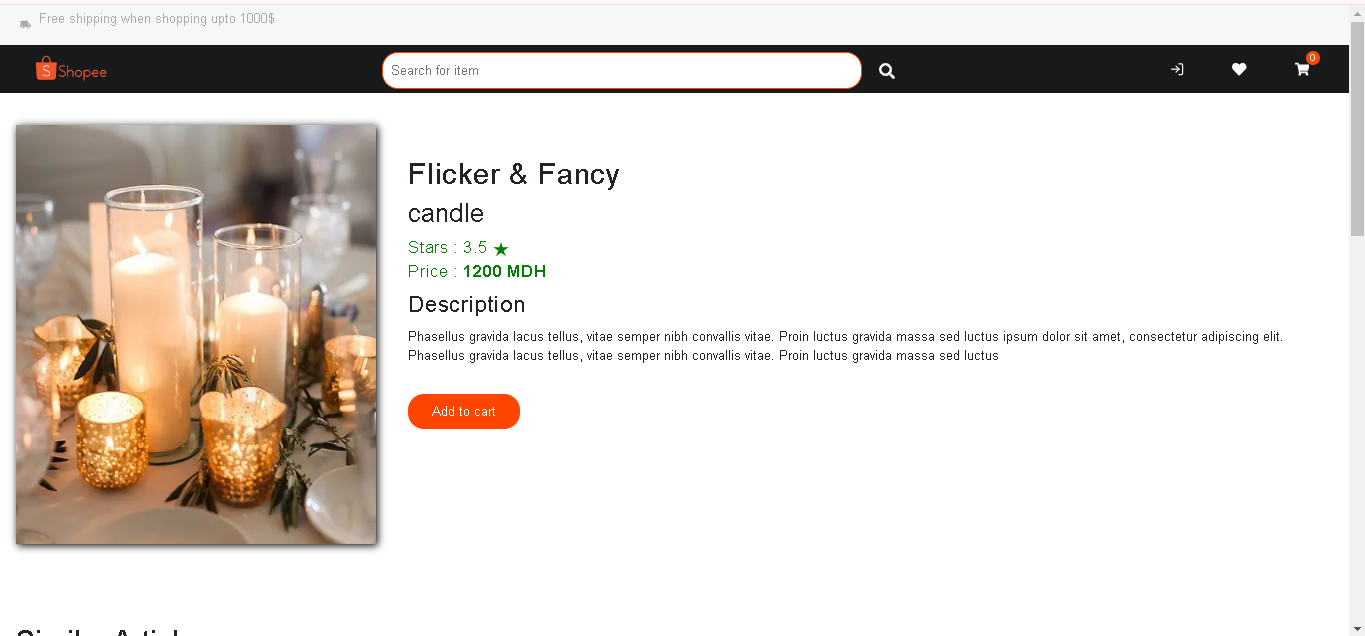 Free shipping when shopping upto 1000$
S Shopee
Search for item
0
Flicker & Fancy
candle
Stars : 3.5
Price : 1200 MDH
Description
Phasellus gravida lacus tellus, vitae semper nibh convallis vitae. Proin luctus gravida massa sed luctus ipsum dolor sit amet, consectetur adipiscing elit.
Phasellus gravida lacus tellus, vitae semper nibh convallis vitae. Proin luctus gravida massa sed luctus
Add to cart